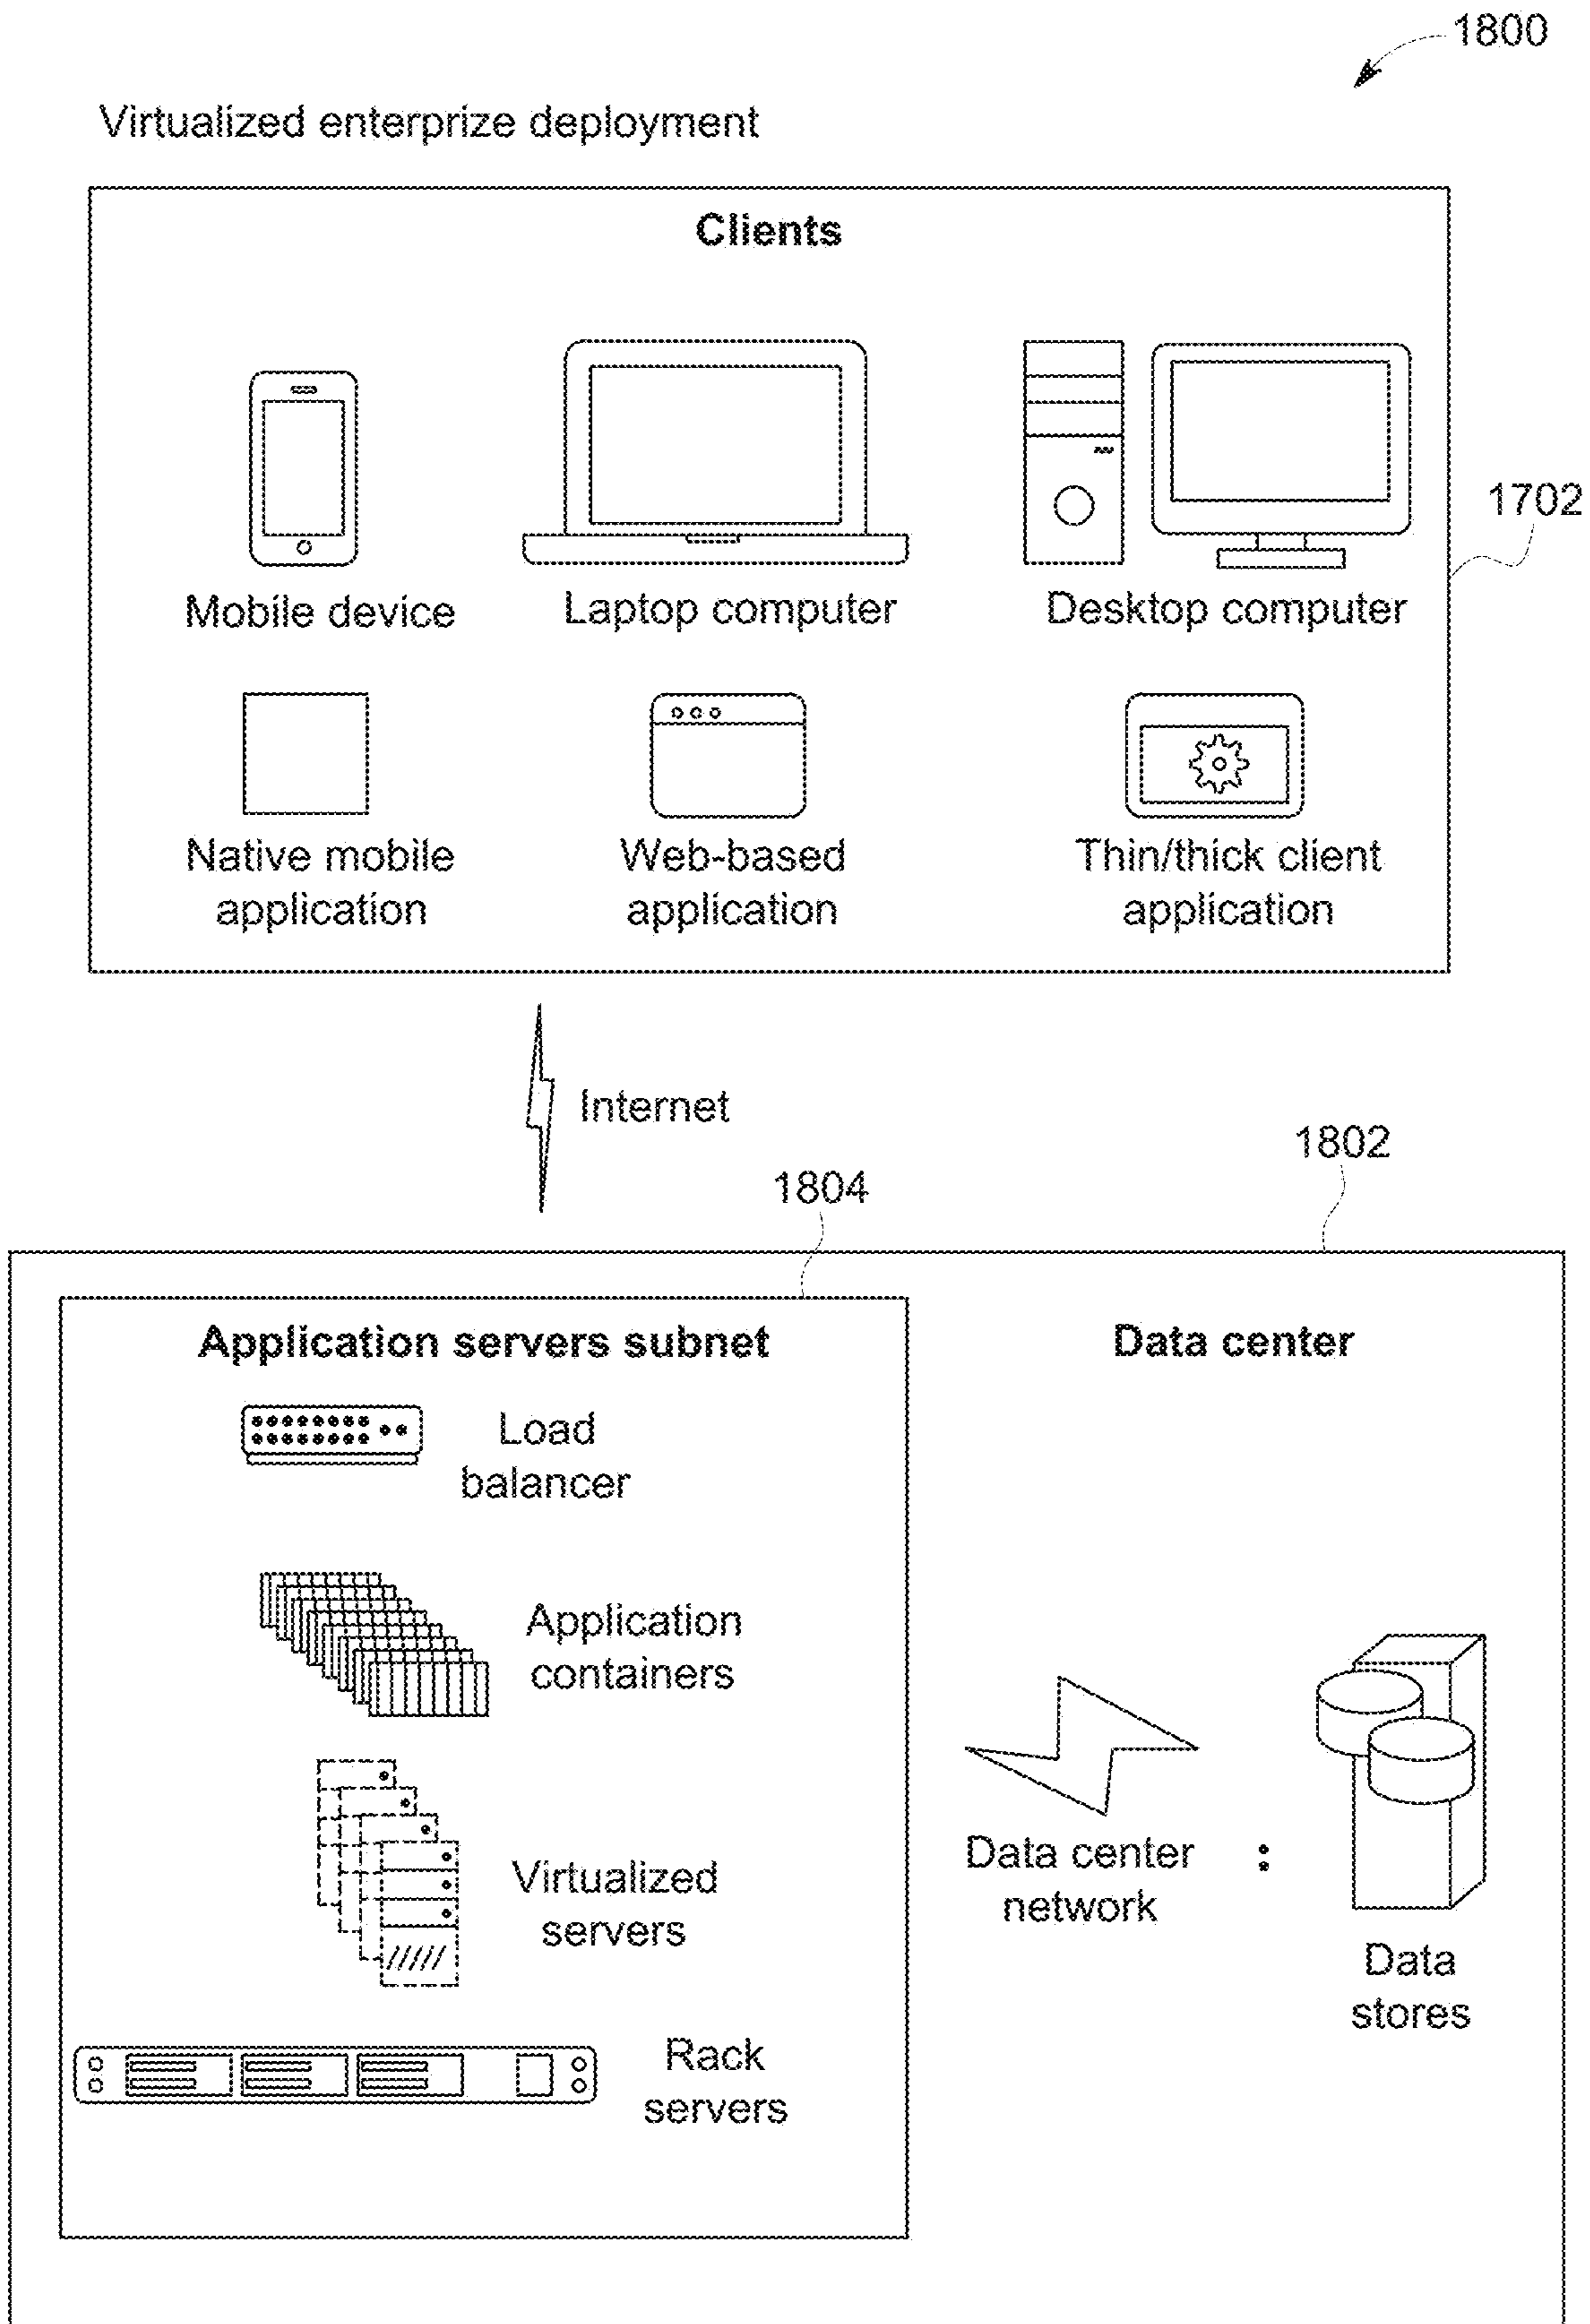 1800
Virtualized enterprize deployment
Clients
1702
Mobile device
Laptop computer
Desktop computer
Native mobile
application
Web-based
application
Thin/thick client
application
Internet
1802
1804
Application servers subnet
Data center
Load
balancer
Application
containers
Virtualized
servers
Rack
servers
Data center
network
:
Data
stores